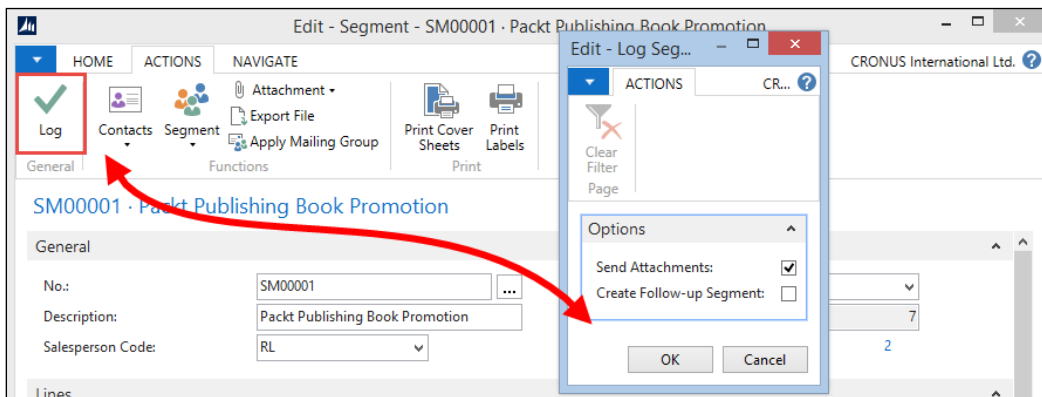 Edit - Segment - SM00001 · Packt Publishing Book Promotion
HOME ACTIONS NAVIGATE
CRONUS International Ltd.
Log
Contacts
Segment
Attachment
Export File
Apply Mailing Group
Print Cover Sheets
Print Labels
General
Functions
Print
SM00001 · Packt Publishing Book Promotion
General
No.: SM00001 ...
Description: Packt Publishing Book Promotion
Salesperson Code: RL
7
2
Lines
Edit - Log Seg...
ACTIONS CR... ?
Clear
Filter
Page
Options
Send Attachments:
Create Follow-up Segment:
OK Cancel